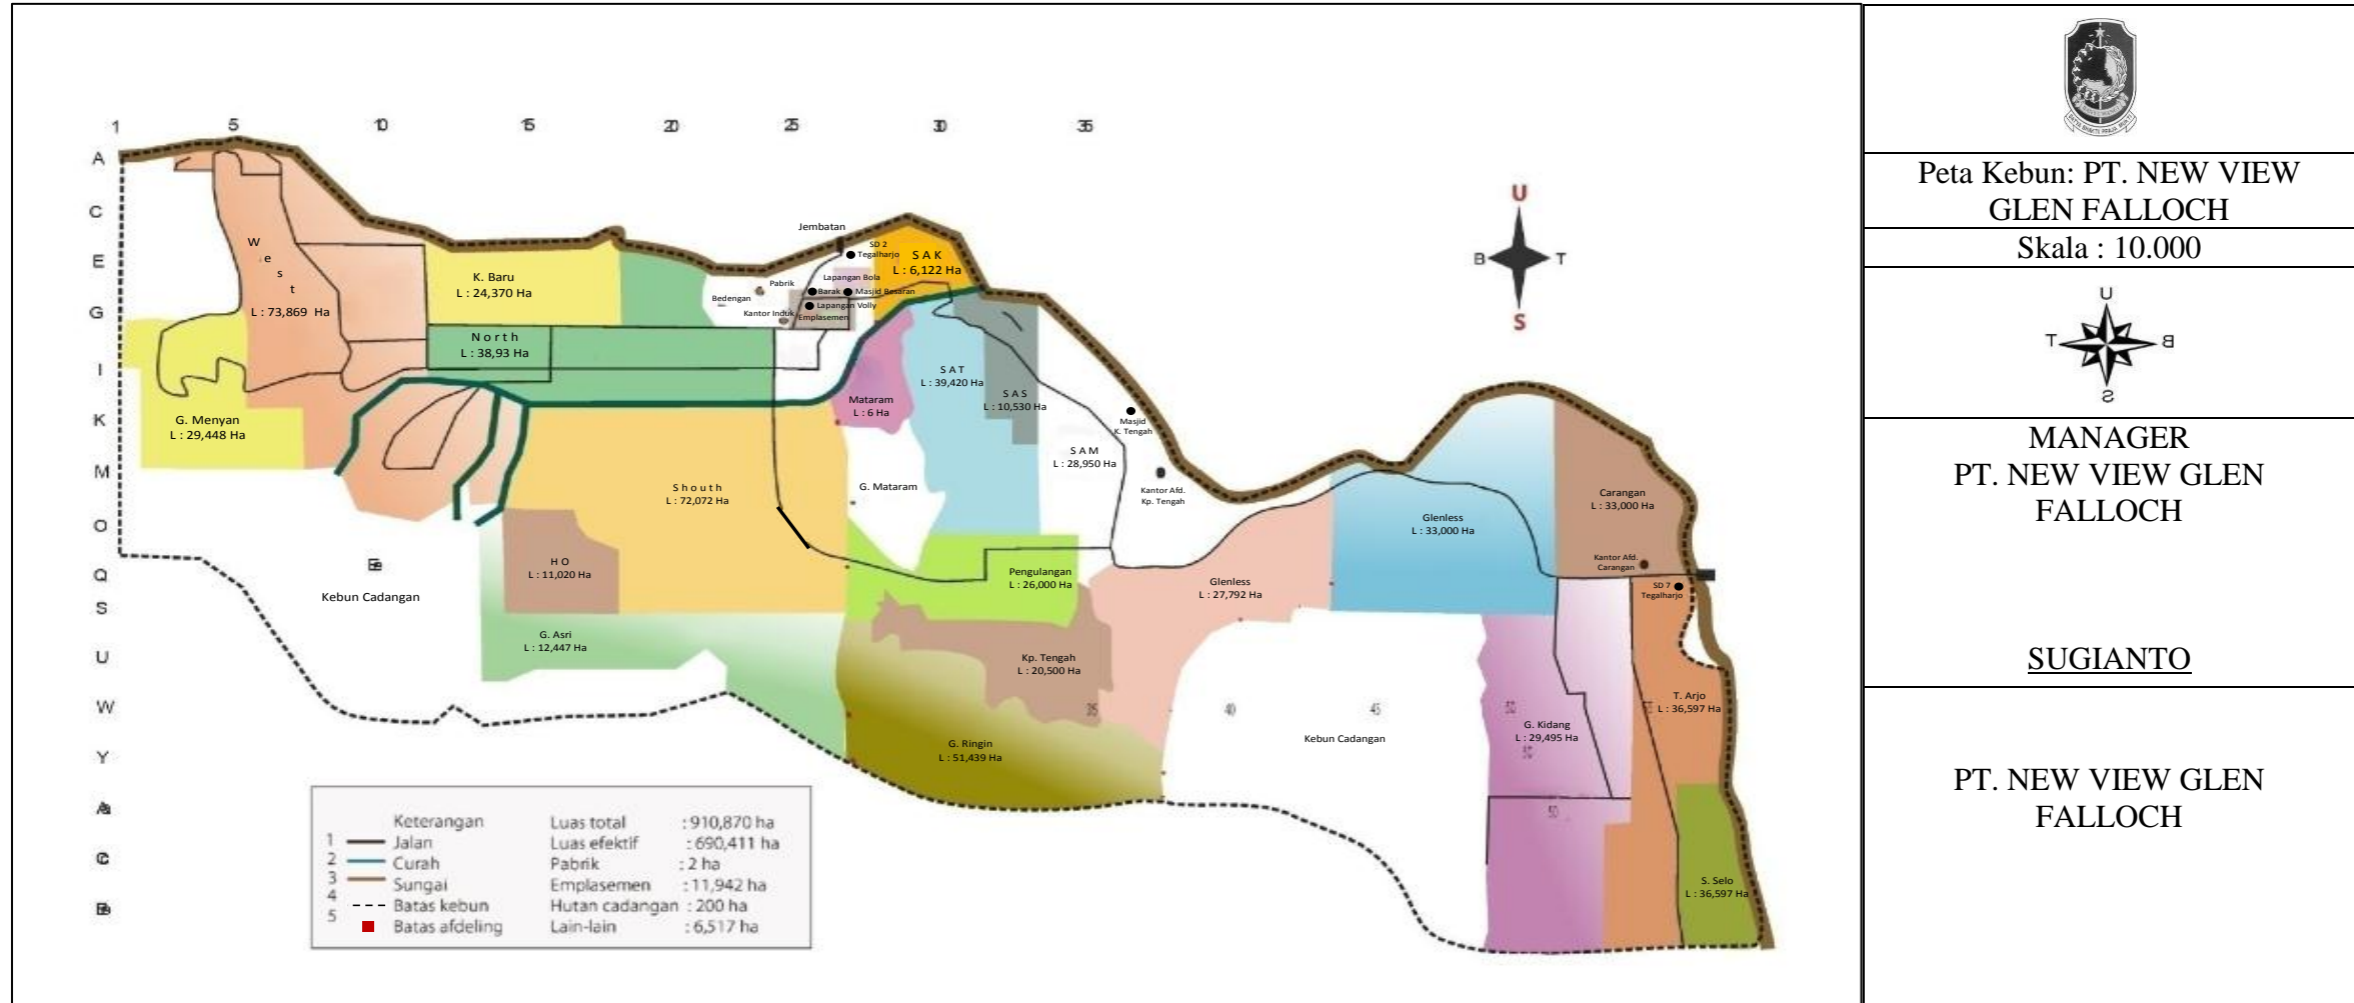 1 5 10 15 20 25 30 35
A
C
E
G
I
K
M
O
Q
S
U
W
Y
U
B T
S
Jembatan
SD 2
Tegalharjo
S A K
L : 6,122 Ha
W
e
s
t
L : 73,869 Ha
K. Baru
L : 24,370 Ha
Lapangan Bola
Pabrik
Barak
Masjid Besaran
Bedengan
Lapangan Volly
Kantor Induk
Emplasemen
N o r t h
L : 38,93 Ha
S A T
L : 39,420 Ha
S A S
L : 10,530 Ha
Mataram
L : 6 Ha
G. Menyan
L : 29,448 Ha
Masjid
K. Tengah
S A M
L : 28,950 Ha
Kantor Afd.
Kp. Tengah
S h o u t h
L : 72,072 Ha
G. Mataram
Carangan
L : 33,000 Ha
Glenless
L : 33,000 Ha
H O
L : 11,020 Ha
Kantor Afd.
Carangan
Kebun Cadangan
Pengulangan
L : 26,000 Ha
Glenless
L : 27,792 Ha
SD 7
Tegalharjo
G. Asri
L : 12,447 Ha
Kp. Tengah
L : 20,500 Ha
T. Arjo
L : 36,597 Ha
35 40 45 50
G. Kidang
L : 29,495 Ha
Kebun Cadangan
G. Ringin
L : 51,439 Ha
50
S. Selo
L : 36,597 Ha
Keterangan
1 Jalan
2 Curah
3 Sungai
4 Batas kebun
5 Batas afdeling
Luas total : 910,870 ha
Luas efektif : 690,411 ha
Pabrik : 2 ha
Emplasemen : 11,942 ha
Hutan cadangan : 200 ha
Lain-lain : 6,517 ha
Peta Kebun: PT. NEW VIEW
GLEN FALLOCH
Skala : 10.000
U
T B
S
MANAGER
PT. NEW VIEW GLEN
FALLOCH
SUGIANTO
PT. NEW VIEW GLEN
FALLOCH